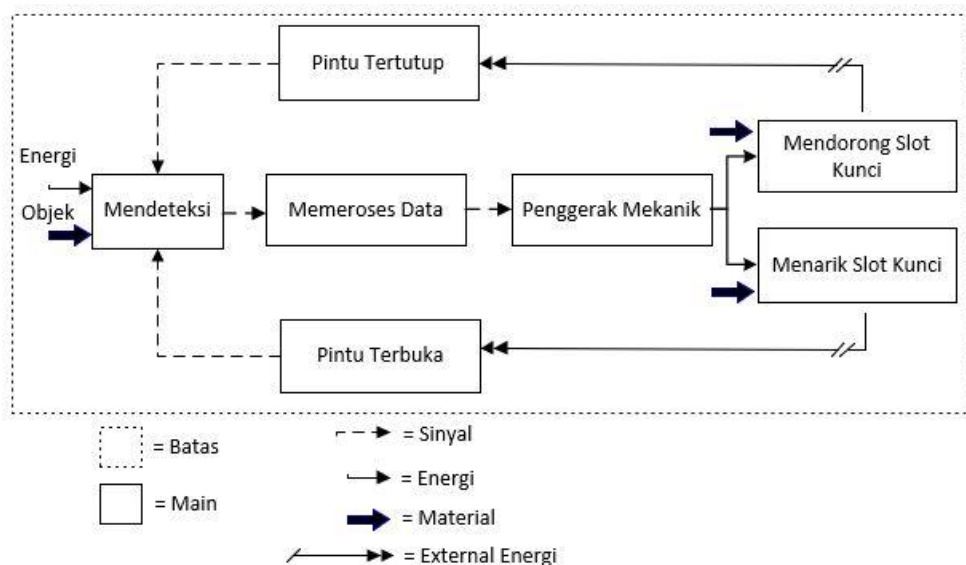 Pintu Tertutup
Mendorong Slot
Kunci
Energi
Objek
Mendeteksi
Memeroses Data
Penggerak Mekanik
Menarik Slot Kunci
Pintu Terbuka
= Batas
= Main
= Sinyal
= Energi
= Material
= External Energi